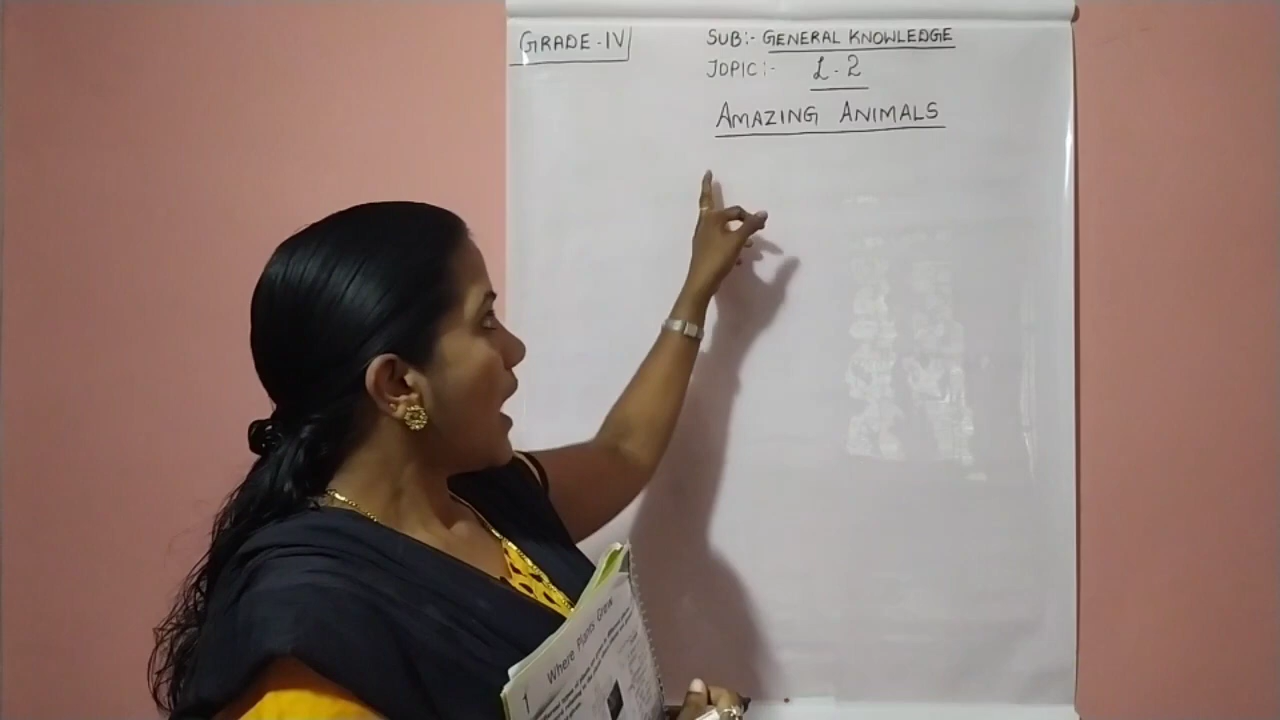 GRADE-IV
SUB:- GENERAL KNOWLEDGE
TOPIC:- L-2
AMAZING ANIMALS
1 Where Plants Grow